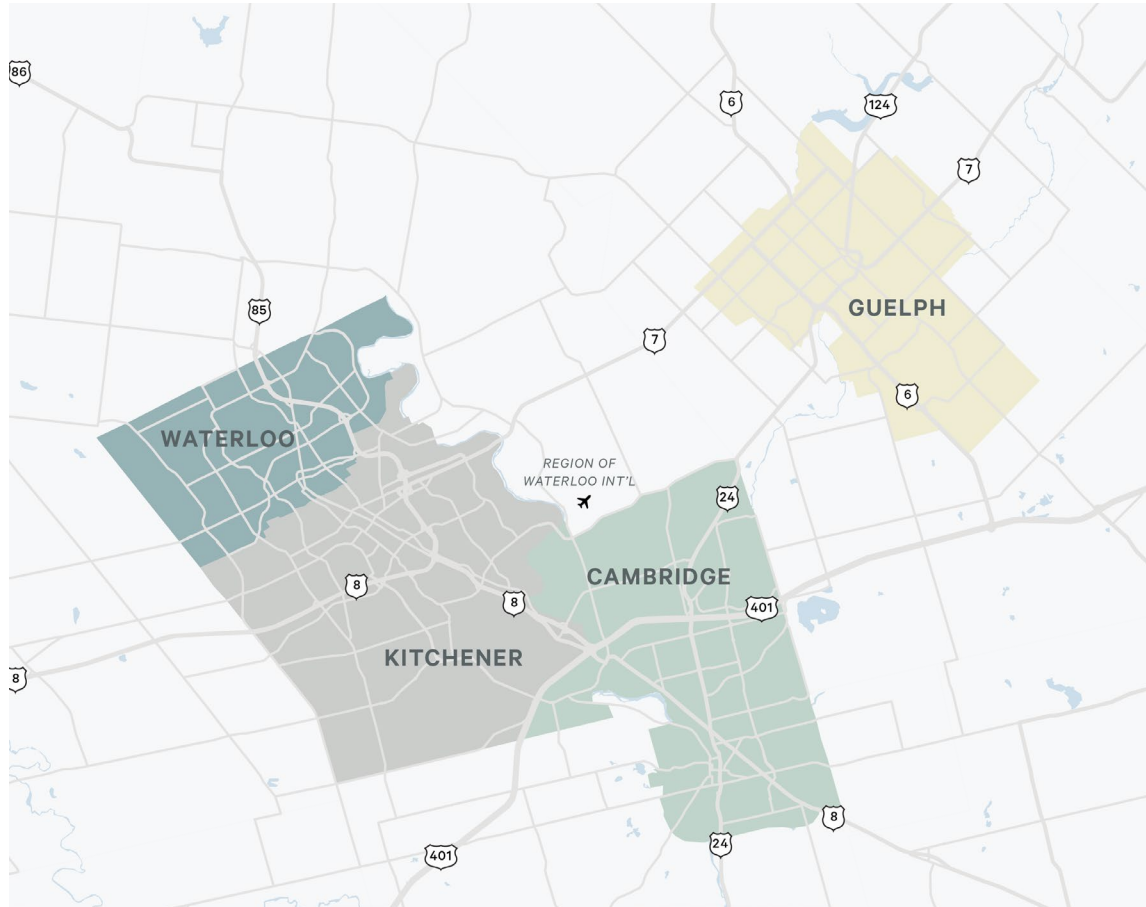 86
6
124
7
85
GUELPH
7
6
WATERLOO
REGION OF
WATERLOO INT'L
24
CAMBRIDGE
8
8
401
KITCHENER
8
8
24
401